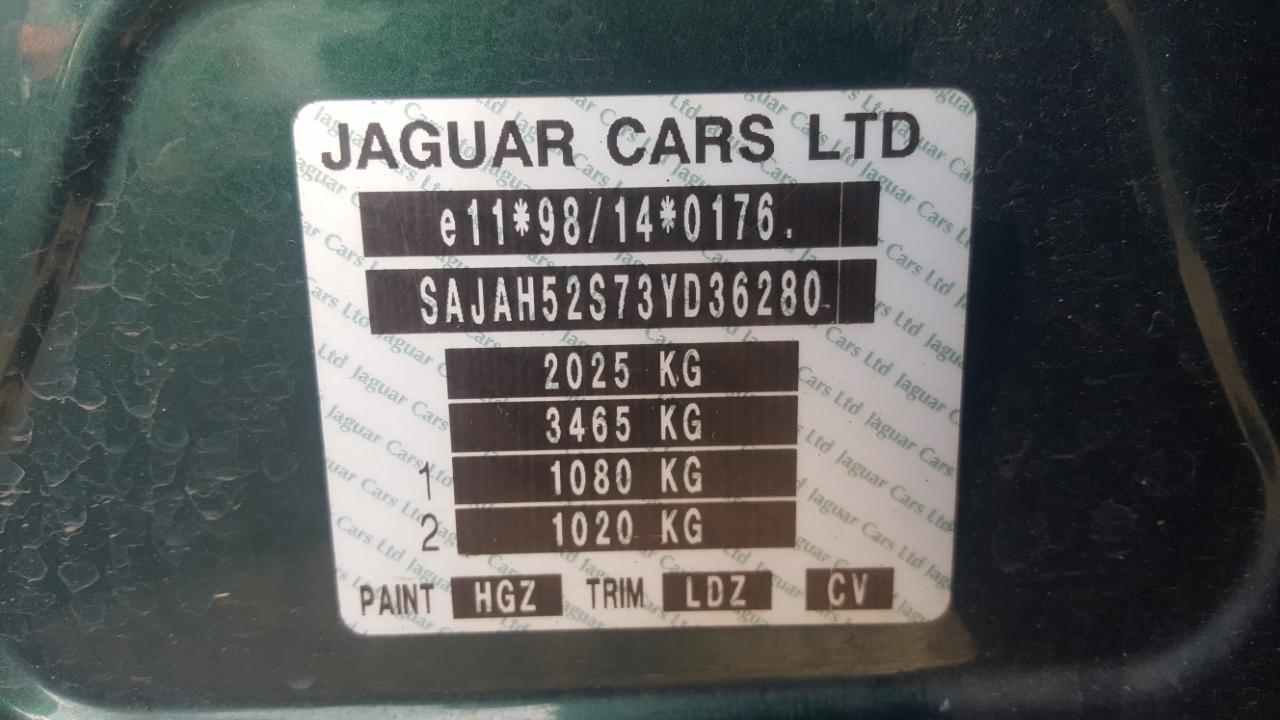 JAGUAR CARS LTD
e11*98/14*0176.
SAJAH52S73YD36280
2025 KG
3465 KG
1 1080 KG
2 1020 KG
PAINT HGZ TRIM LDZ CV